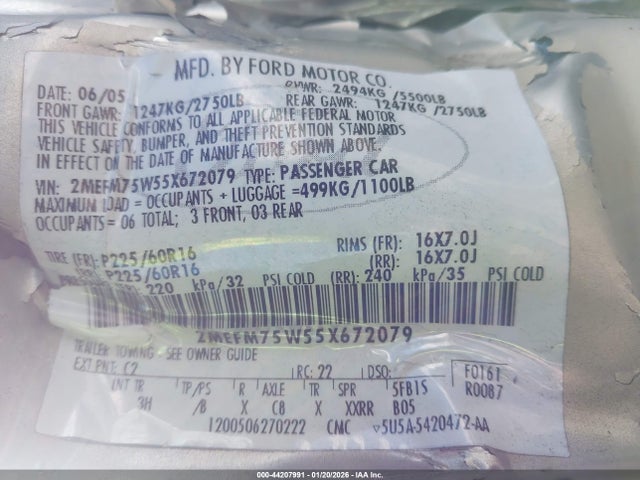 MFD. BY FORD MOTOR CO.
DATE: 06/05 GVWR: 2494KG /5500LB
FRONT GAWR: 1247KG/2750LB REAR GAWR: 1247KG/2750LB
THIS VEHICLE CONFORMS TO ALL APPLICABLE FEDERAL MOTOR
VEHICLE SAFETY, BUMPER, AND THEFT PREVENTION STANDARDS
IN EFFECT ON THE DATE OF MANUFACTURE SHOWN ABOVE.
VIN: 2MEFM75W55X672079 TYPE: PASSENGER CAR
MAXIMUM LOAD = OCCUPANTS + LUGGAGE =499KG/1100LB
OCCUPANTS = 06 TOTAL; 3 FRONT, 03 REAR
TIRE (FR): P225/60R16 RIMS (FR): 16X7.0J
P225/60R16 (RR): 16X7.0J
220 kPa/32 PSI COLD (RR): 240 kPa/35 PSI COLD
2MEFM75W55X672079
TRAILER TOWING - SEE OWNER GUIDE
EXT PNT: C2 RC: 22 DSO: F0161
INT TR TP/PS R AXLE TR SPR 5FB15 R0087
3H /B X C8 X XXRR B05
1200506270222 CMC ▽5U5A-5420472-AA
000-44207991 - 01/20/2026 - IAA, Inc.